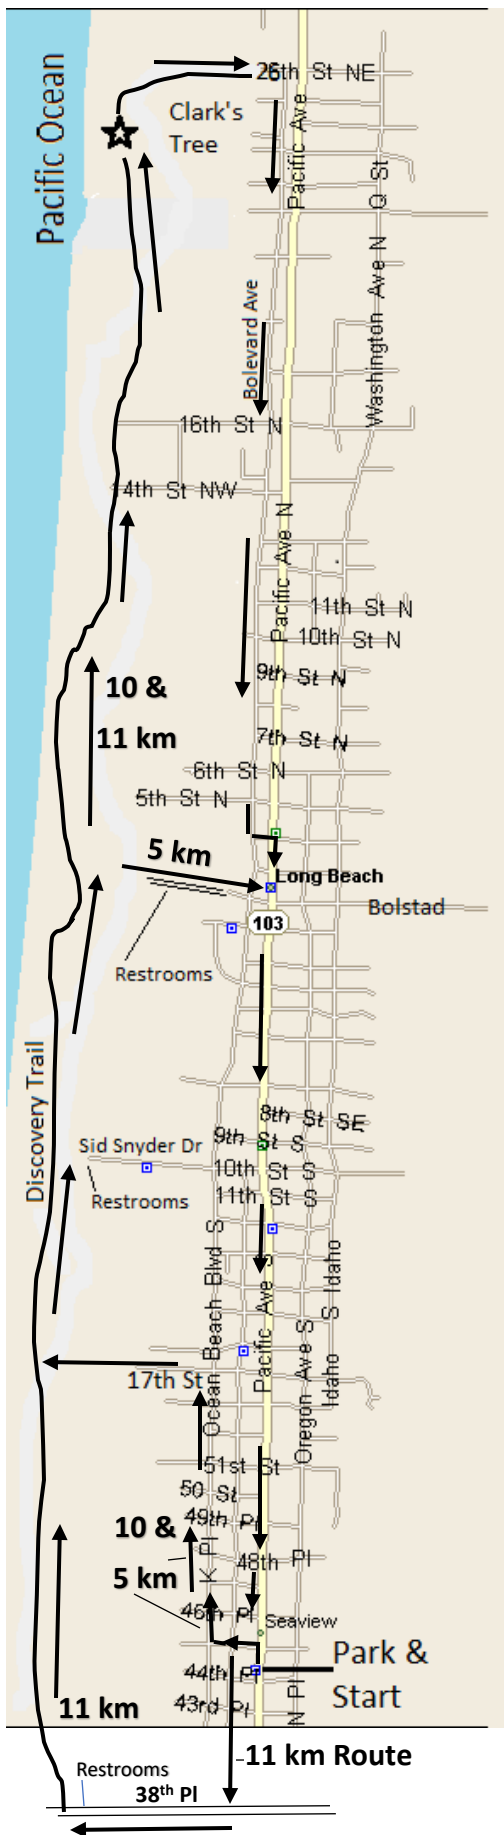 Pacific Ocean
26th St NE
Clark's
Tree
Pacific Ave
Q St
Washington Ave N
Bolevard Ave
16th St N
14th St NW
Pacific Ave N
11th St N
10th St N
9th St N
10 &
11 km
7th St N
6th St N
5th St N
5 km
Long Beach
Bolstad
103
Restrooms
Discovery Trail
8th St SE
9th St S
Sid Snyder Dr
10th St S
Restrooms
11th St S
Ocean Beach Blvd S
Pacific Ave S
Oregon Ave S
Idaho
S Idaho
17th St
51st St
50 St
49th Pl
10 &
5 km
K Pl
48th Pl
46th Pl
Seaview
Park &
Start
44th Pl
43rd Pl
N Pl
11 km
11 km Route
Restrooms
38th Pl